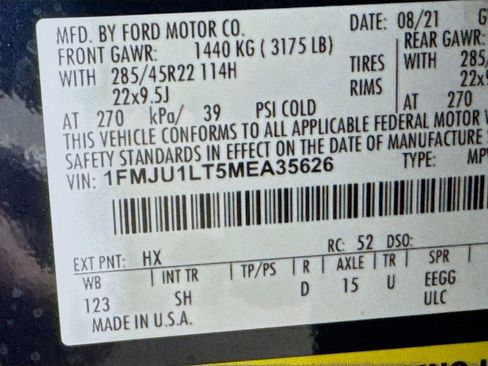 MFD. BY FORD MOTOR CO. DATE: 08/21
FRONT GAWR: 1440 KG ( 3175 LB) REAR GAWR:
WITH 285/45R22 114H TIRES WITH 285/
22x9.5J RIMS 22x9.
AT 270 kPa/ 39 PSI COLD AT 270
THIS VEHICLE CONFORMS TO ALL APPLICABLE FEDERAL MOTOR
SAFETY STANDARDS IN EFFECT ON THE DATE OF MANUFACTURE
VIN: 1FMJU1LT5MEA35626 TYPE: MP
EXT PNT: HX RC: 52 DSO:
WB INT TR TP/PS R AXLE TR SPR
123 SH D 15 U EEGG
ULC
MADE IN U.S.A.